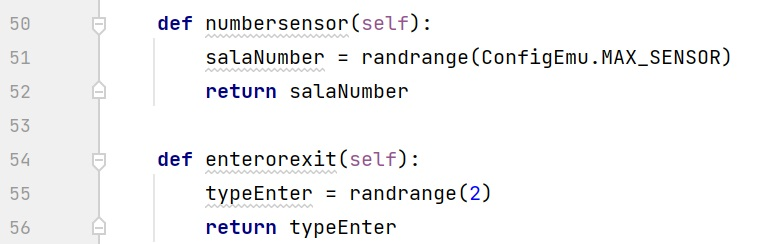 50 def numbersensor(self):
51 salaNumber = randrange(ConfigEmu.MAX_SENSOR)
52 return salaNumber
53
54 def enterorexit(self):
55 typeEnter = randrange(2)
56 return typeEnter